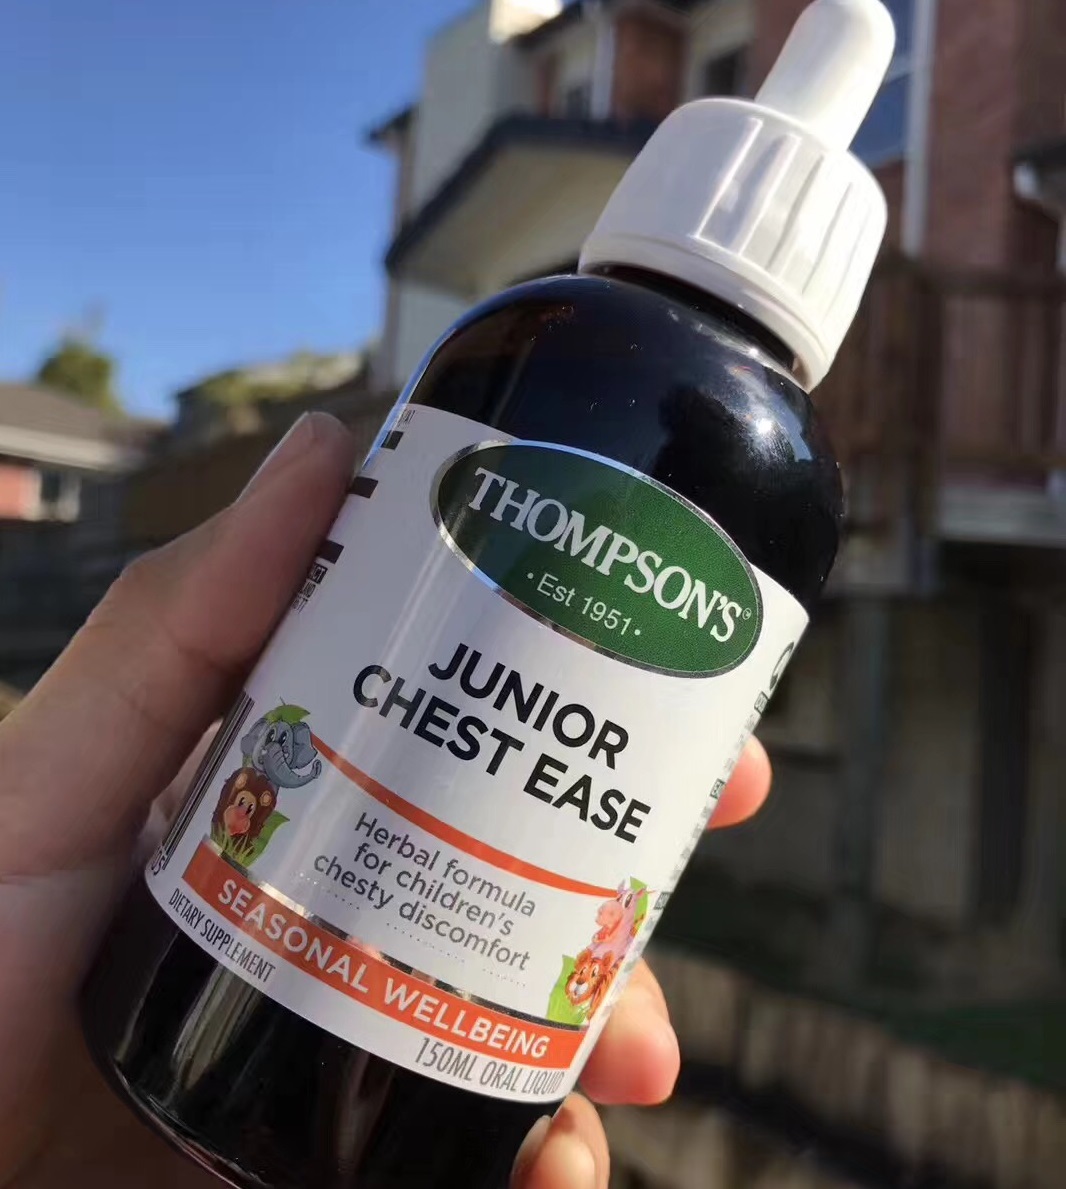 THOMPSON'S
· Est 1951 ·
JUNIOR
CHEST EASE
Herbal formula
for children's
chesty discomfort
SEASONAL WELLBEING
DIETARY SUPPLEMENT
150ML ORAL LIQUID